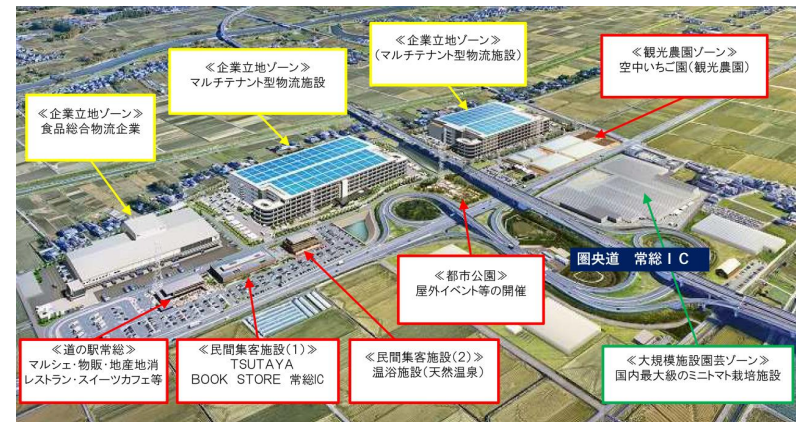 ≪企業立地ゾーン≫
マルチテナント型物流施設
≪企業立地ゾーン≫
(マルチテナント型物流施設)
≪観光農園ゾーン≫
空中いちご園(観光農園)
≪企業立地ゾーン≫
食品総合物流企業
圏央道 常総IC
≪都市公園≫
屋外イベント等の開催
≪道の駅常総≫
マルシェ・物販・地産地消
レストラン・スイーツカフェ等
≪民間集客施設(1)≫
TSUTAYA
BOOK STORE 常総IC
≪民間集客施設(2)≫
温浴施設(天然温泉)
≪大規模施設園芸ゾーン≫
国内最大級のミニトマト栽培施設